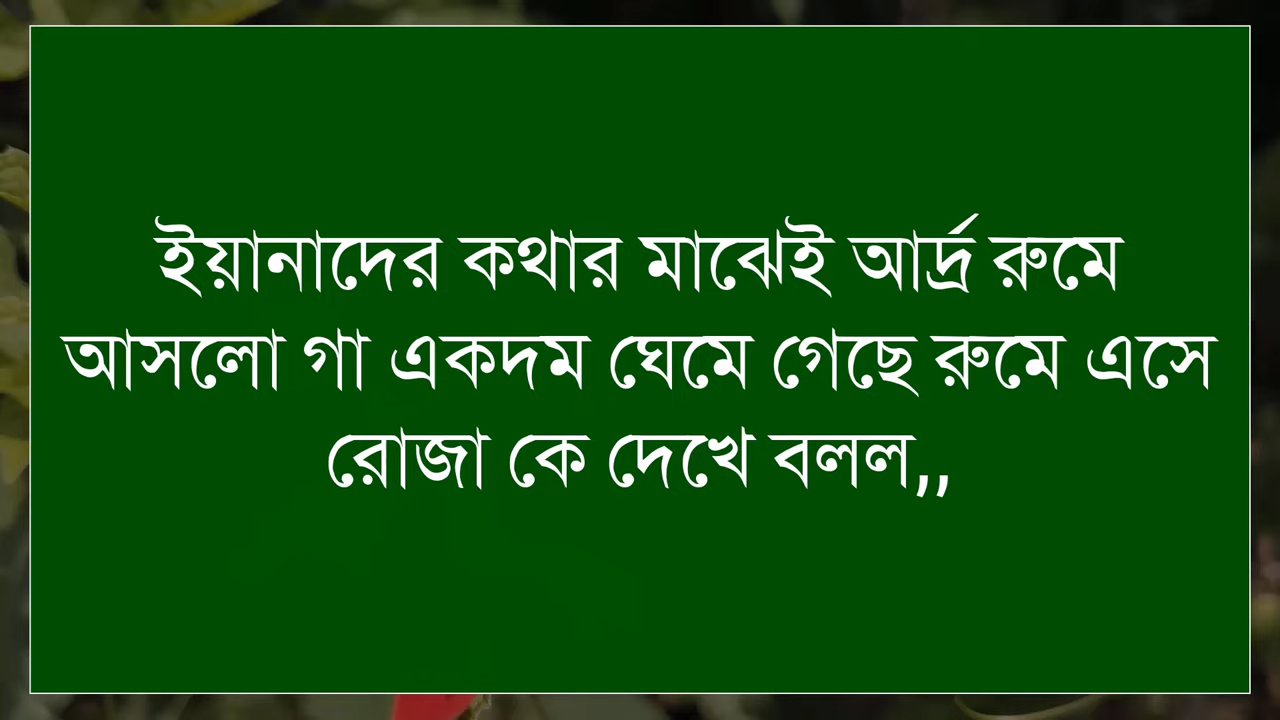 ইয়ানাদের কথার মাঝেই আর্দ্র রুমে
আসলো গা একদম ঘেমে গেছে রুমে এসে
রোজা কে দেখে বলল,,